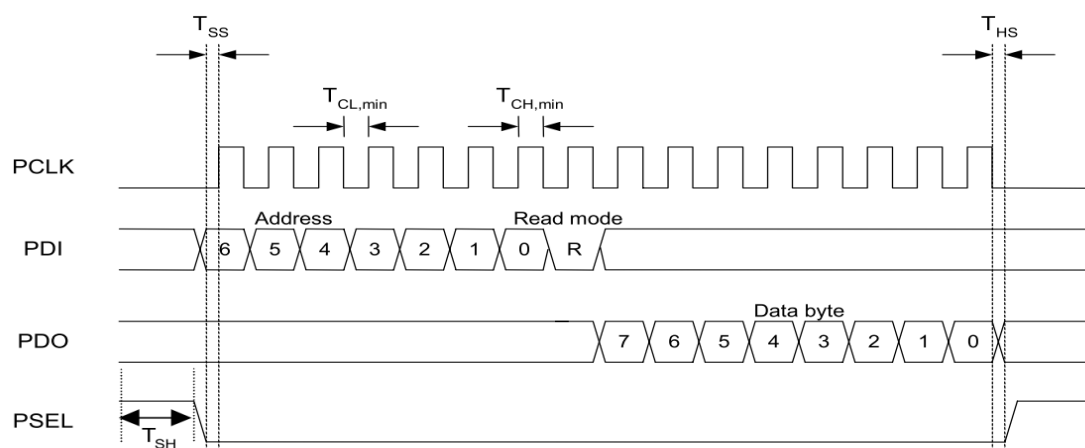 T_SS
T_HS
T_CL,min
T_CH,min
PCLK
Address
Read mode
PDI
6 5 4 3 2 1 0 R
Data byte
PDO
7 6 5 4 3 2 1 0
PSEL
T_SH